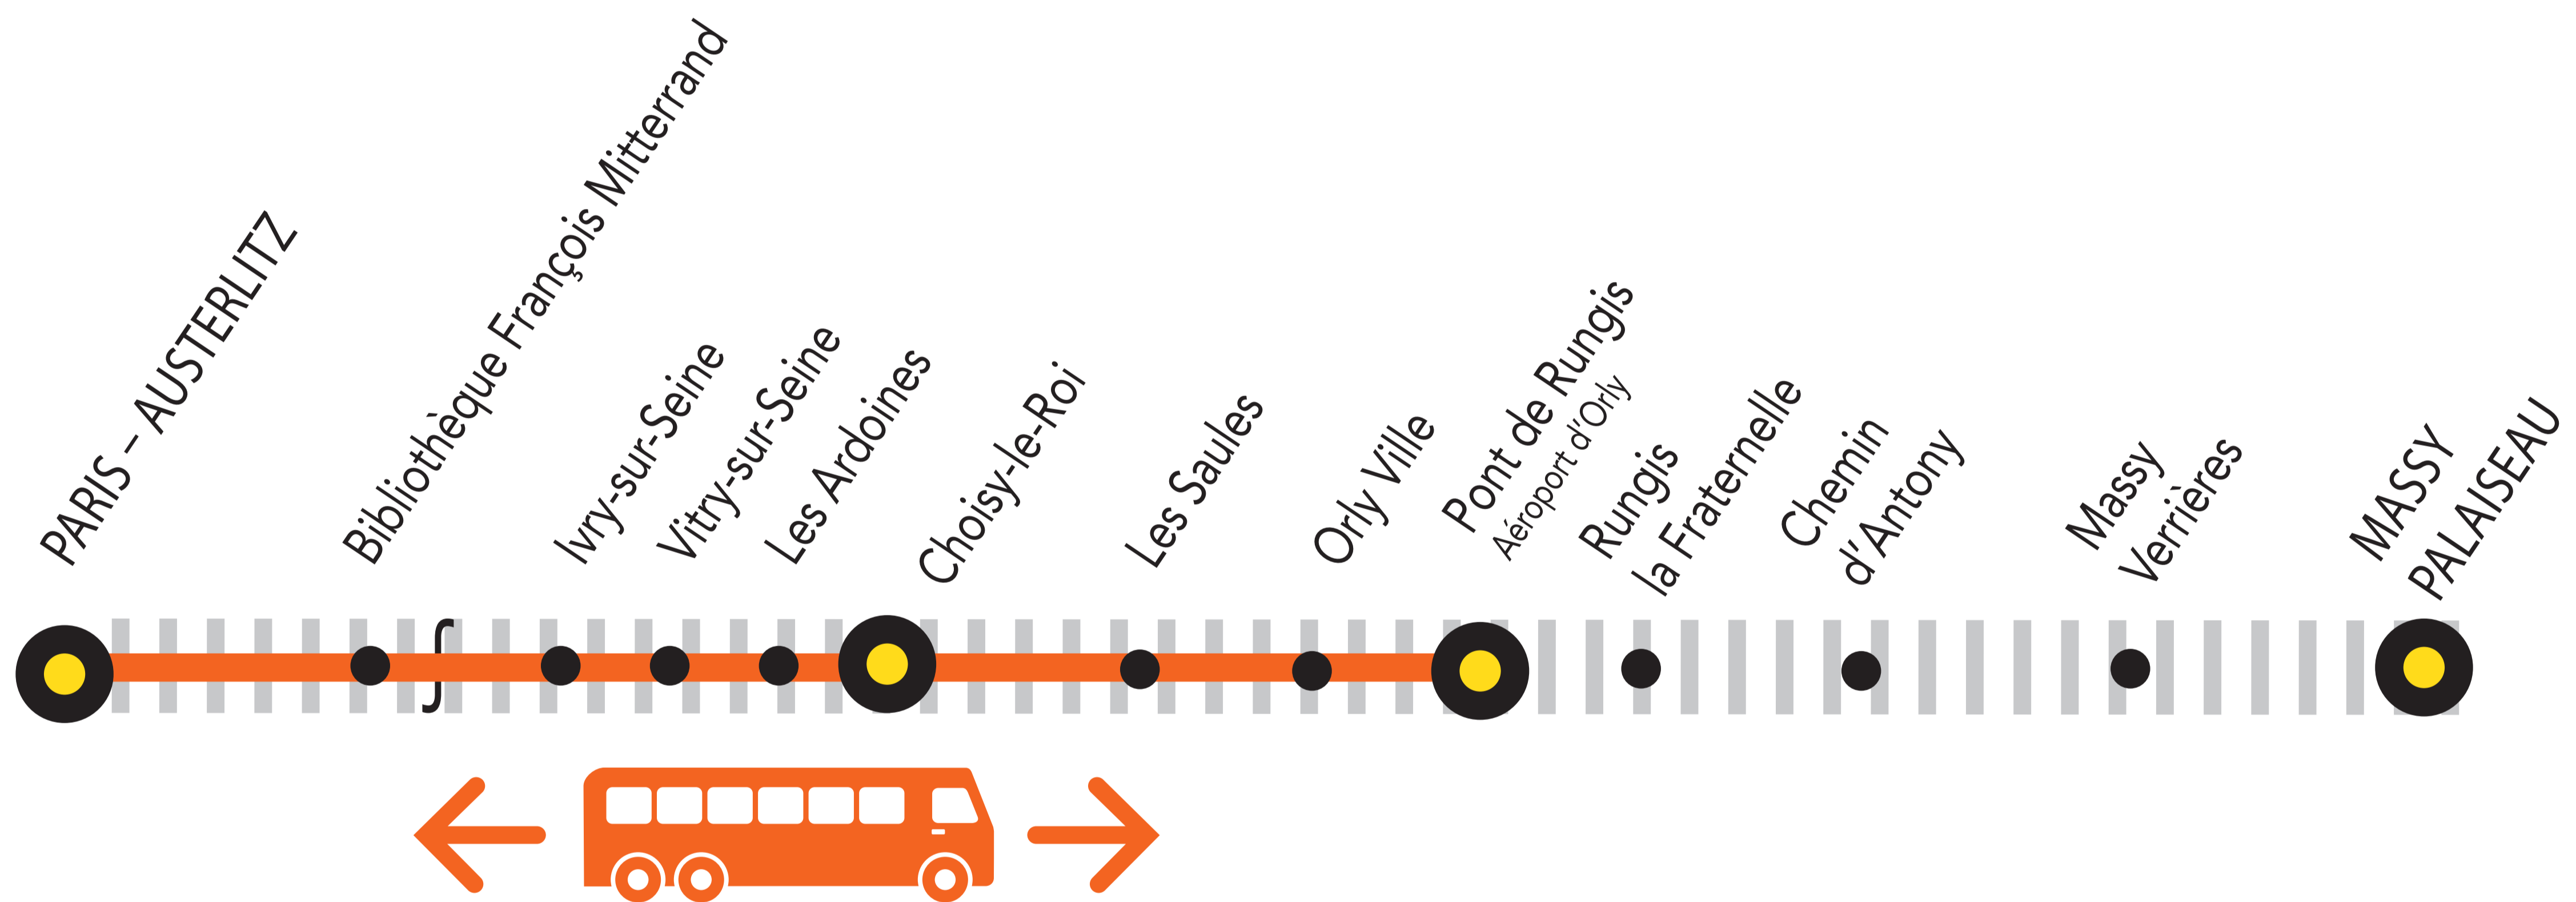 PARIS – AUSTERLITZ
Bibliothèque François Mitterrand
Ivry-sur-Seine
Vitry-sur-Seine
Les Ardoines
Choisy-le-Roi
Les Saules
Orly Ville
Pont de Rungis
Aéroport d'Orly
Rungis
la Fraternelle
Chemin
d'Antony
Massy
Verrières
MASSY
PALAISEAU